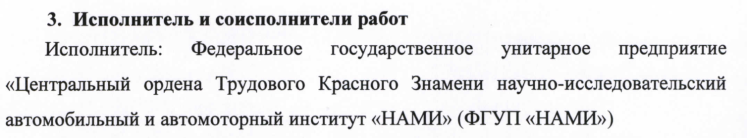 3. Исполнитель и соисполнители работ
Исполнитель: Федеральное государственное унитарное предприятие
«Центральный ордена Трудового Красного Знамени научно-исследовательский
автомобильный и автомоторный институт «НАМИ» (ФГУП «НАМИ»)